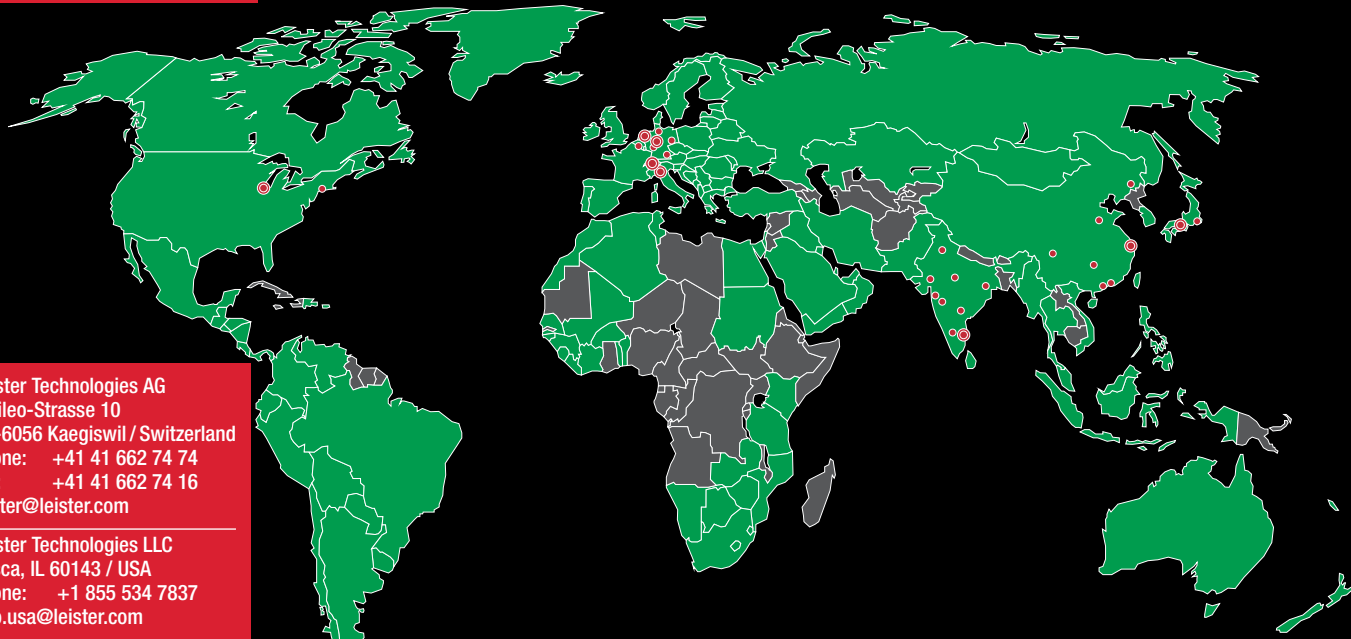 ster Technologies AG
ileo-Strasse 10
-6056 Kaegiswil / Switzerland
one: +41 41 662 74 74
+41 41 662 74 16
ter@leister.com
ster Technologies LLC
ca, IL 60143 / USA
one: +1 855 534 7837
.usa@leister.com